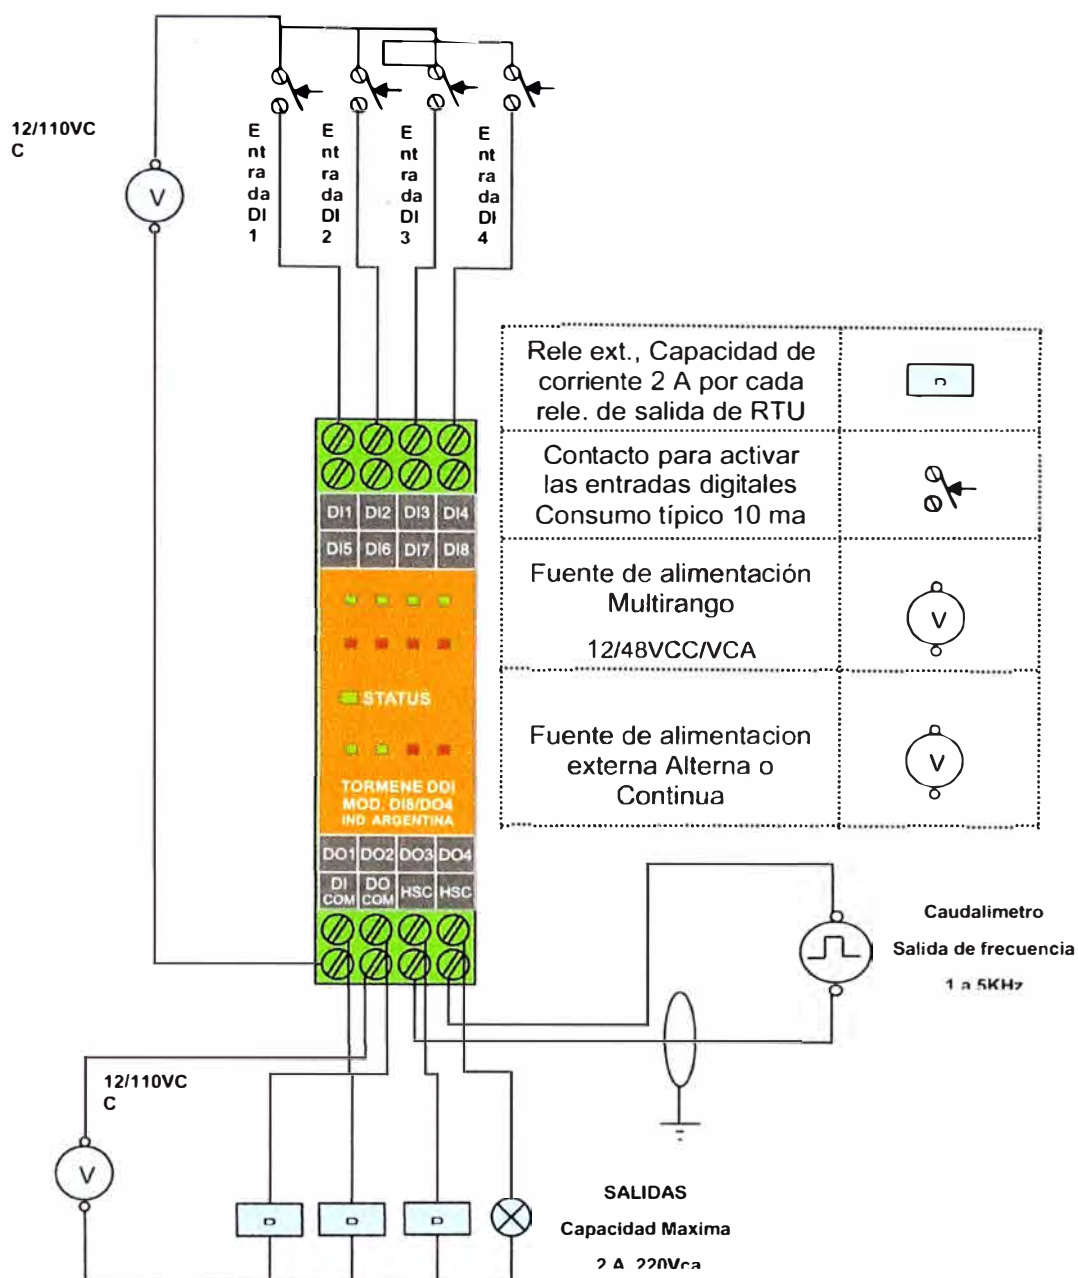 12/110VC
C
V
E
nt
ra
da
DI
1
E
nt
ra
da
DI
2
E
nt
ra
da
DI
3
E
nt
ra
da
DI
4
Rele ext., Capacidad de
corriente 2 A por cada
rele. de salida de RTU
Contacto para activar
las entradas digitales
Consumo típico 10 ma
Fuente de alimentación
Multirango
12/48VCC/VCA
V
Fuente de alimentacion
externa Alterna o
Continua
V
DI1 DI2 DI3 DI4
DI5 DI6 DI7 DI8
STATUS
TORMENE DDI
MOD. DI8/DO4
IND ARGENTINA
DO1 DO2 DO3 DO4
DI COM DO COM HSC HSC
Caudalimetro
Salida de frecuencia
1 a 5KHz
12/110VC
C
V
SALIDAS
Capacidad Maxima
2 A 220Vca